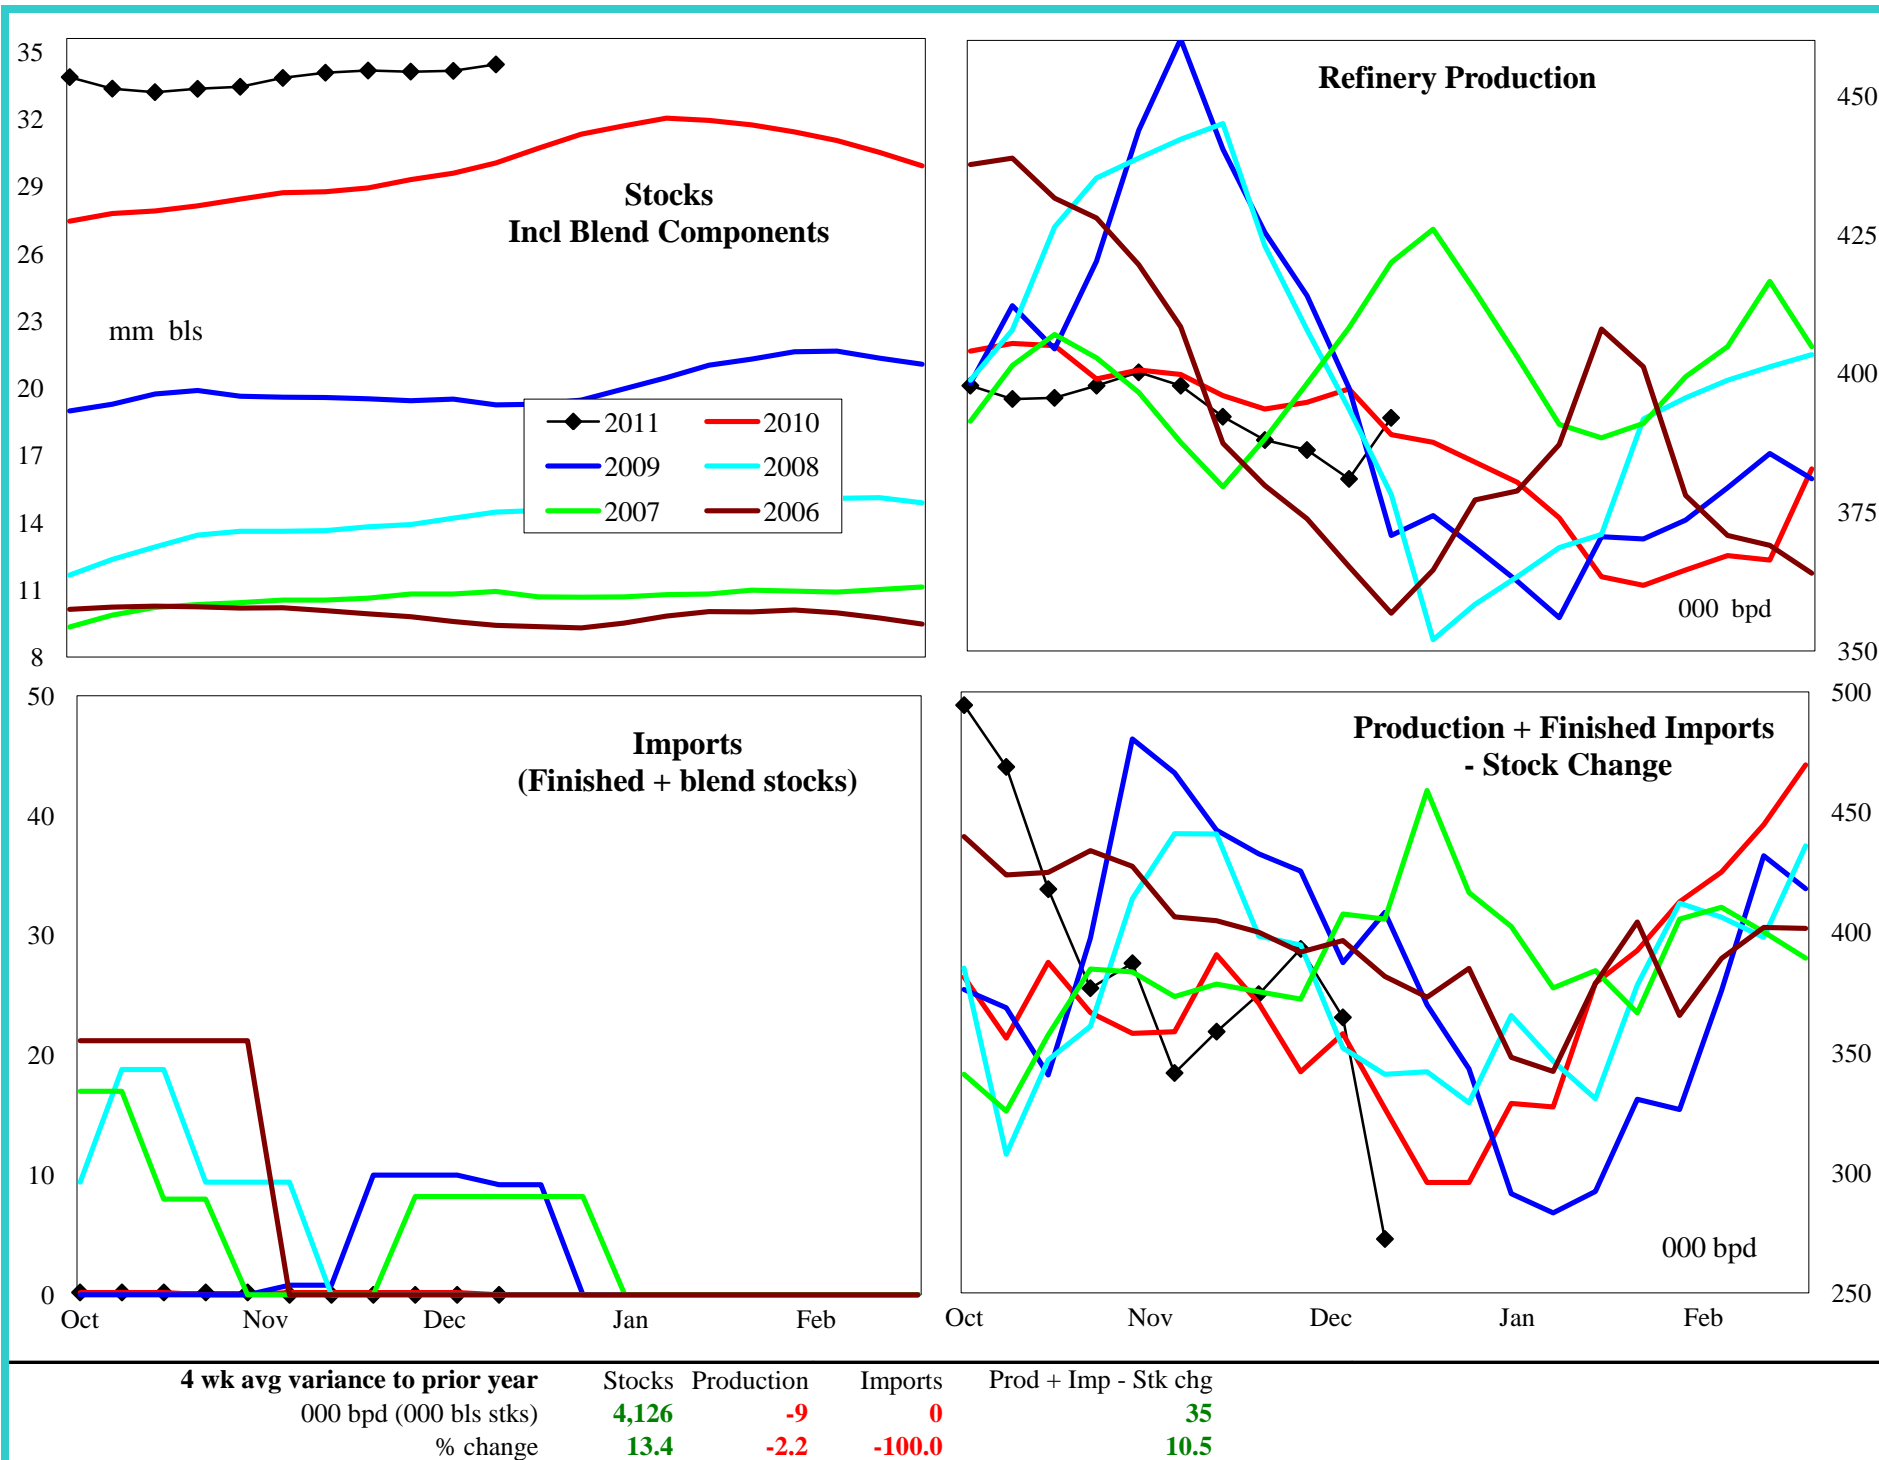 35
32
29
26
23
20
17
14
11
8
Stocks
Incl Blend Components
mm bls
2011 2010
2009 2008
2007 2006
Refinery Production
450
425
400
375
350
000 bpd
50
40
30
20
10
0
Imports
(Finished + blend stocks)
Oct Nov Dec Jan Feb
Production + Finished Imports
- Stock Change
500
450
400
350
300
250
000 bpd
Oct Nov Dec Jan Feb
4 wk avg variance to prior year Stocks Production Imports Prod + Imp - Stk chg
000 bpd (000 bls stks) 4,126 -9 0 35
% change 13.4 -2.2 -100.0 10.5